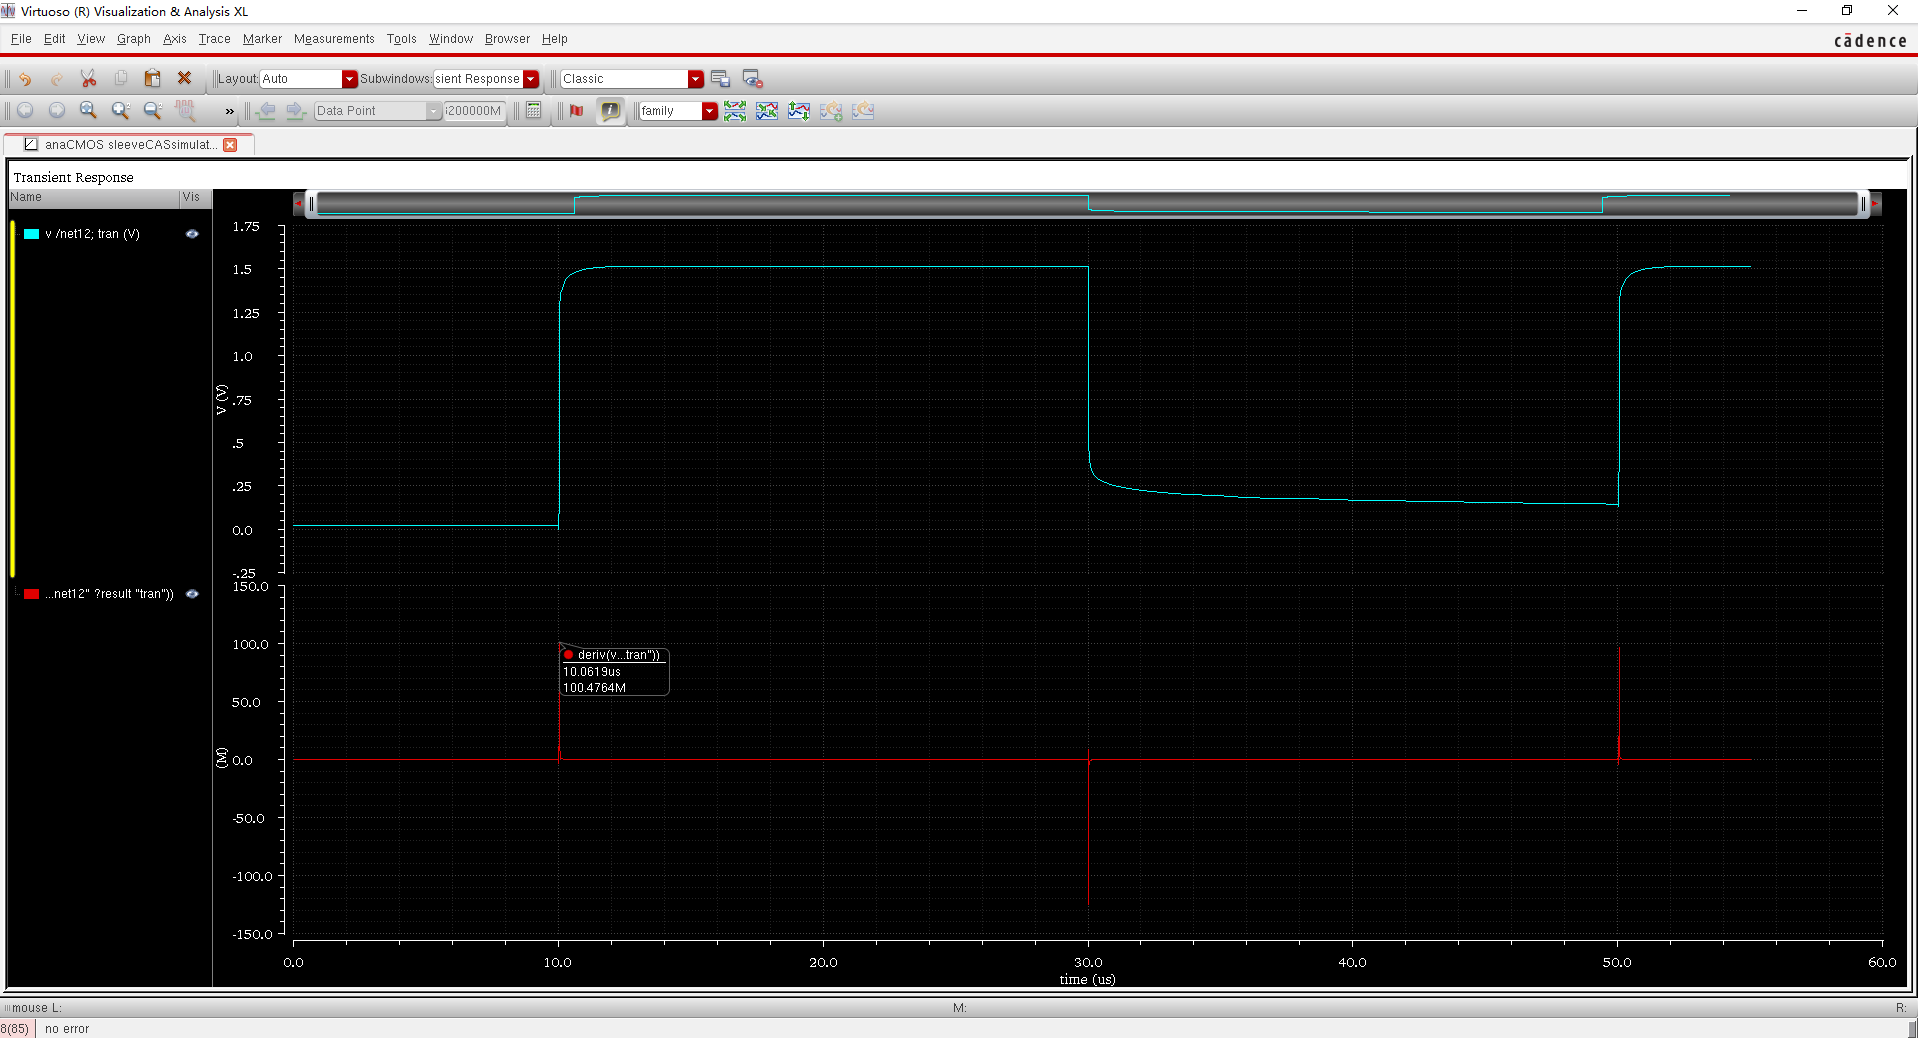 Virtuoso (R) Visualization & Analysis XL
File Edit View Graph Axis Trace Marker Measurements Tools Window Browser Help
cādence
Layout: Auto Subwindows: sient Response Classic
» Data Point 200000M family
anaCMOS sleeveCASsimulat...
Transient Response
Name Vis
v /net12; tran (V)
1.75
1.5
1.25
1.0
.75
.5
.25
0.0
-.25
V (V)
...net12" ?result "tran"))
150.0
100.0
50.0
0.0
-50.0
-100.0
-150.0
(M)
deriv(v...tran"))
10.0619us
100.4764M
0.0 10.0 20.0 30.0 40.0 50.0 60.0
time (us)
mouse L: M: R:
8(85) no error